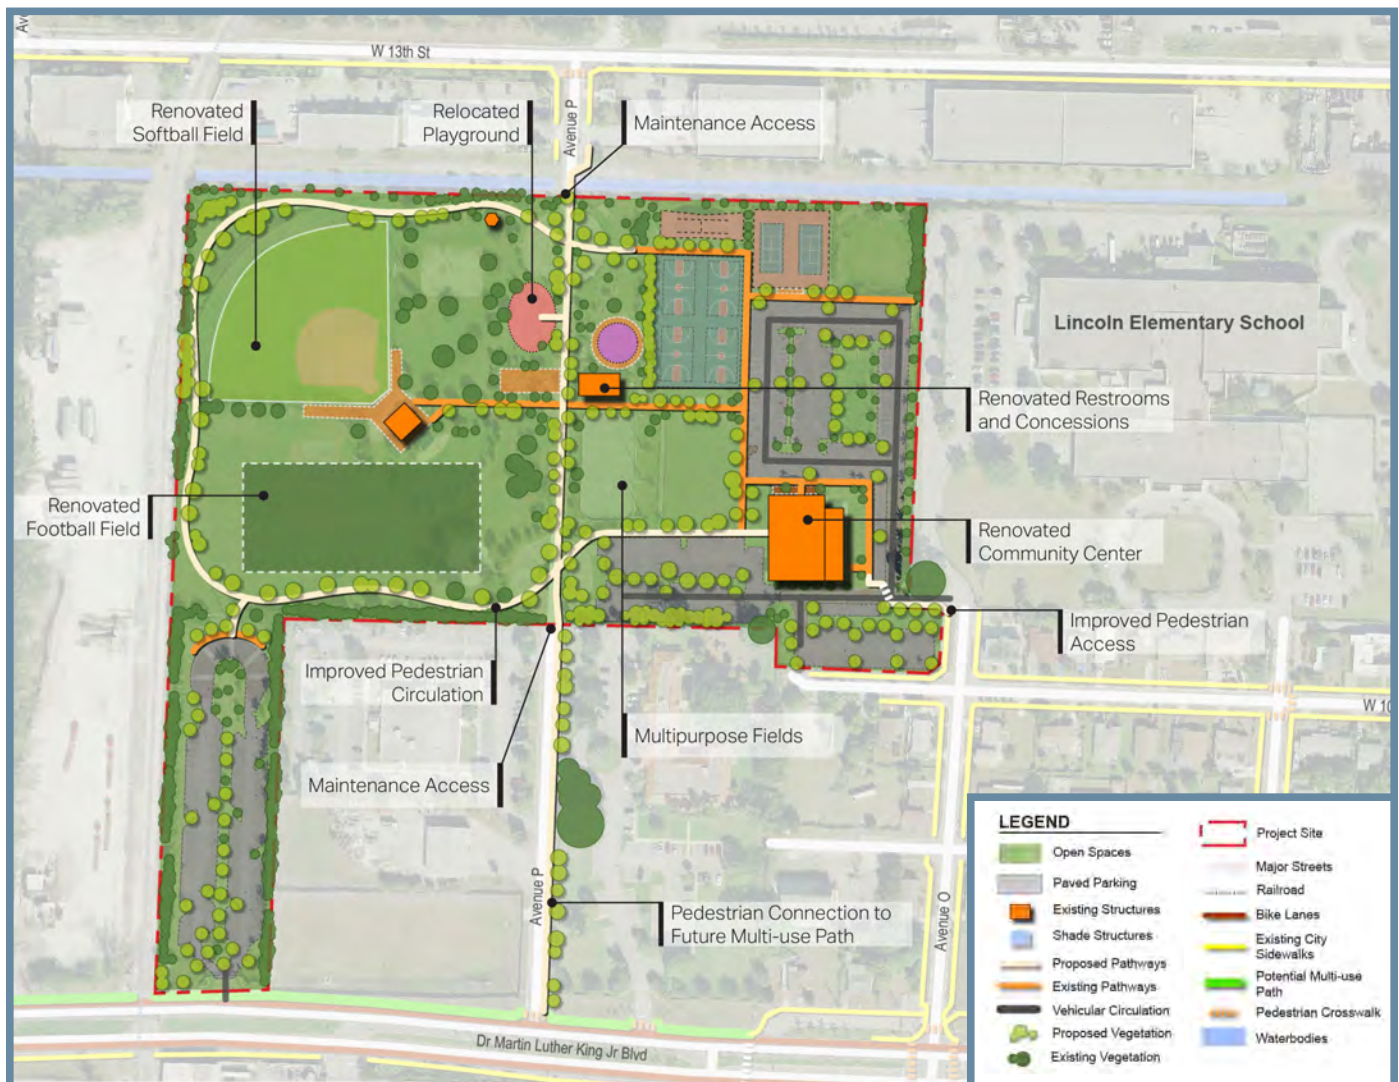 Av
W 13th St
Avenue P
Renovated
Softball Field
Relocated
Playground
Maintenance Access
Lincoln Elementary School
Renovated Restrooms
and Concessions
Renovated
Football Field
Renovated
Community Center
Improved Pedestrian
Access
Improved Pedestrian
Circulation
W 10
Multipurpose Fields
Maintenance Access
Avenue P
Pedestrian Connection to
Future Multi-use Path
Avenue O
Dr Martin Luther King Jr Blvd
LEGEND
Open Spaces
Paved Parking
Existing Structures
Shade Structures
Proposed Pathways
Existing Pathways
Vehicular Circulation
Proposed Vegetation
Existing Vegetation
Project Site
Major Streets
Railroad
Bike Lanes
Existing City
Sidewalks
Potential Multi-use
Path
Pedestrian Crosswalk
Waterbodies